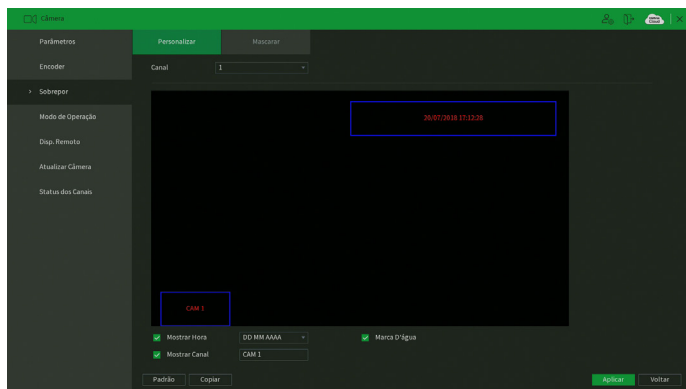 Câmera
Parâmetros
Personalizar
Mascarar
Encoder
Canal
1
Sobrepor
Modo de Operação
20/07/2018 17:12:28
Disp. Remoto
Atualizar Câmera
Status dos Canais
CAM 1
Mostrar Hora
DD MM AAAA
Marca D'água
Mostrar Canal
CAM 1
Padrão
Copiar
Aplicar
Voltar